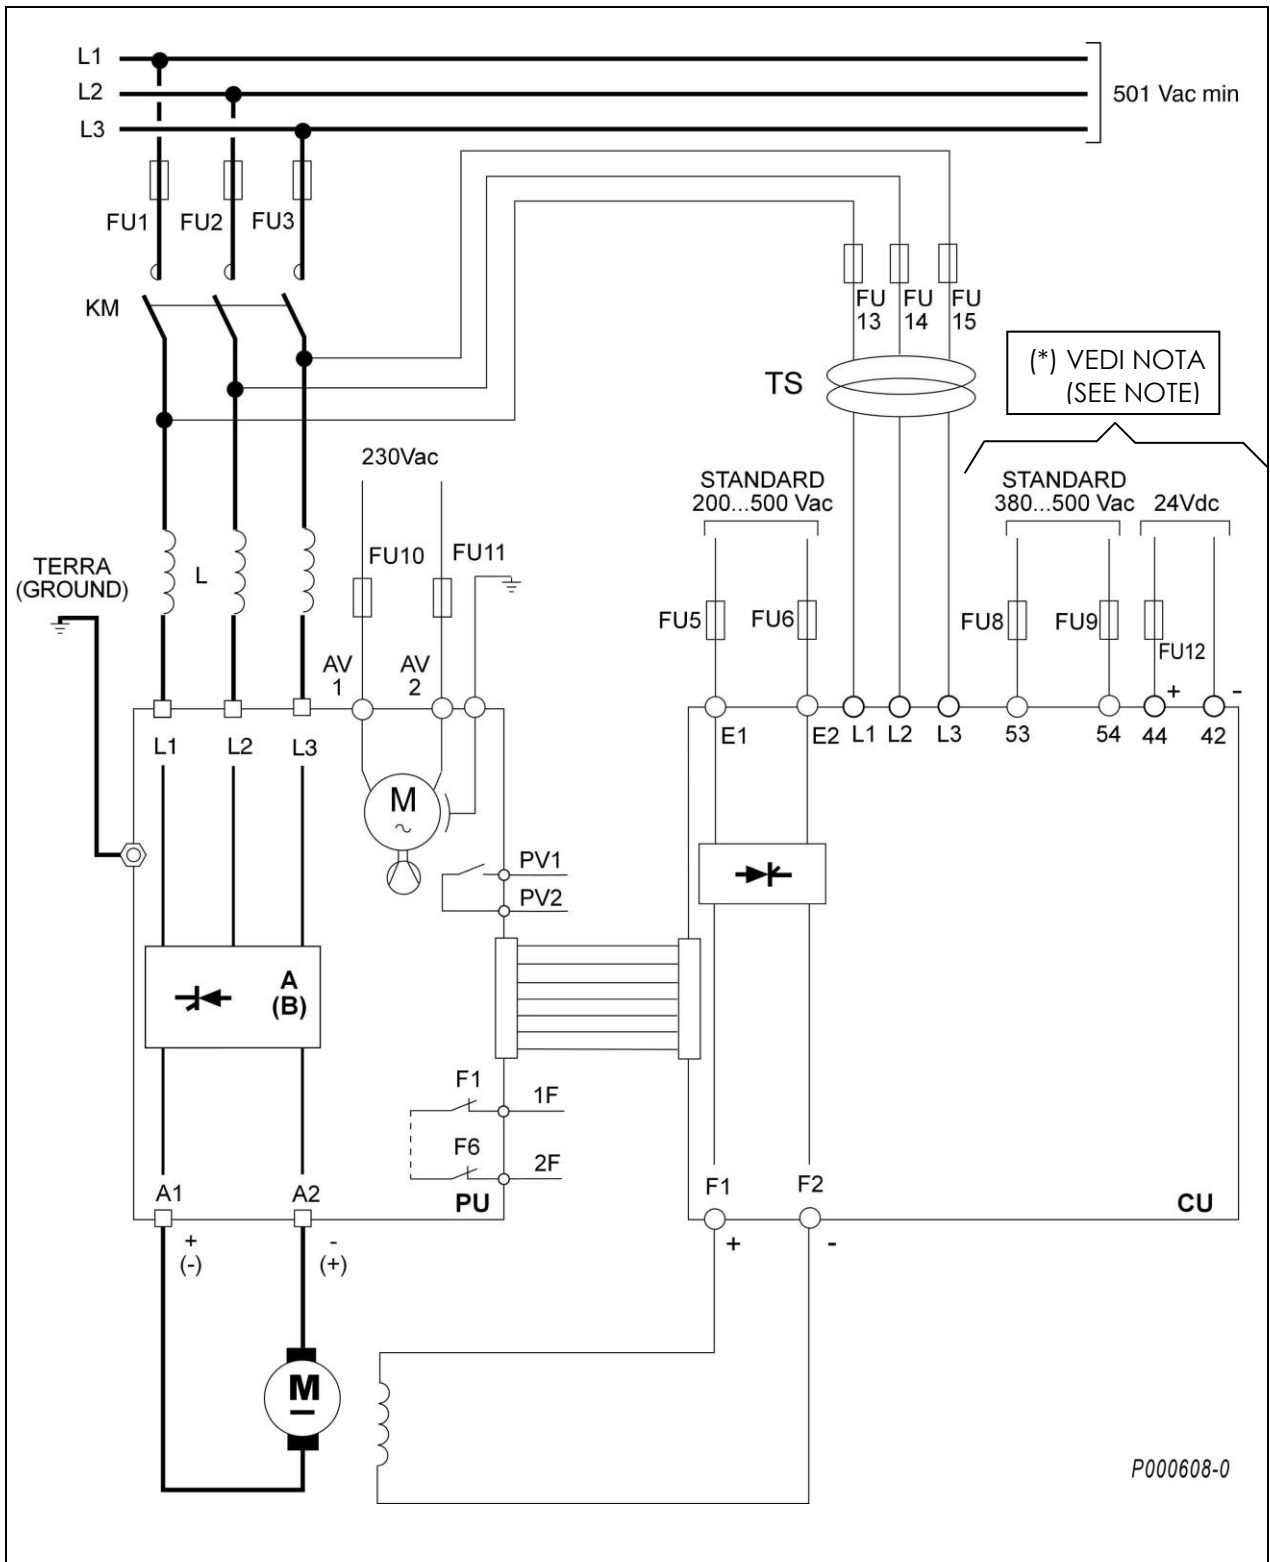 L1
L2
501 Vac min
L3
FU1
FU2
FU3
KM
FU
13
FU
14
FU
15
(*) VEDI NOTA
(SEE NOTE)
TS
230Vac
STANDARD
200...500 Vac
STANDARD
380...500 Vac
24Vdc
TERRA
(GROUND)
L
FU10
FU11
FU5
FU6
FU8
FU9
FU12
AV
1
AV
2
+
-
L1
L2
L3
E1
E2
L1
L2
L3
53
54
44
42
M
~
PV1
PV2
A
(B)
F1
1F
F6
2F
A1
A2
PU
F1
F2
CU
+
(-)
-
(+)
+
-
M
P000608-0